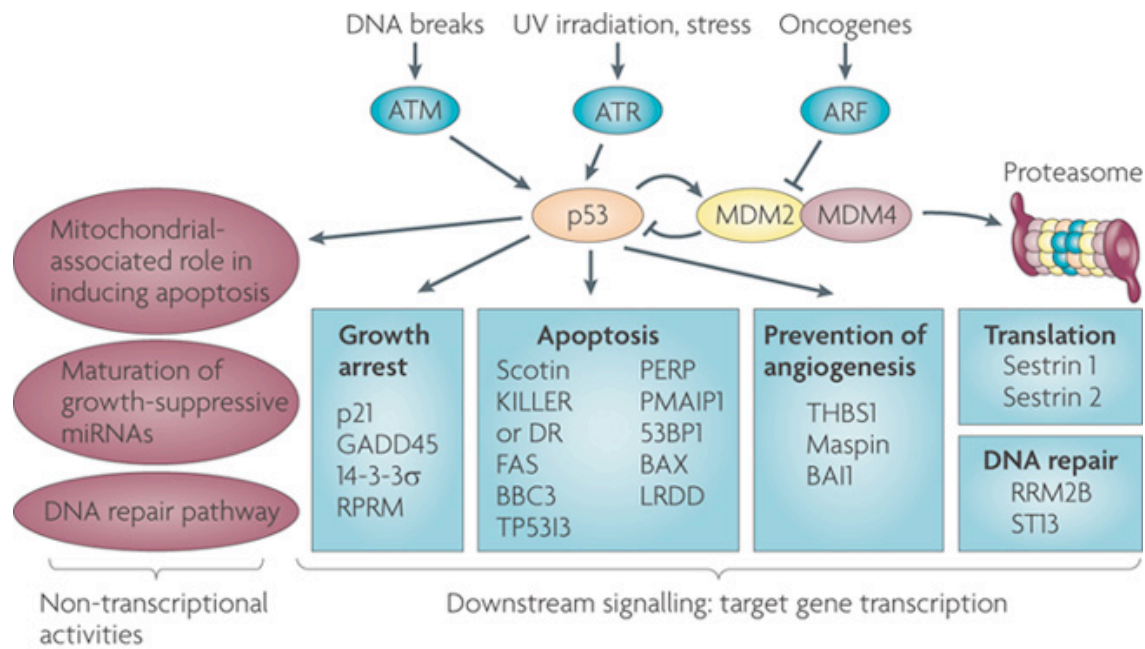 DNA breaks
UV irradiation, stress
Oncogenes
ATM
ATR
ARF
Proteasome
p53
MDM2
MDM4
Mitochondrial-
associated role in
inducing apoptosis
Maturation of
growth-suppressive
miRNAs
DNA repair pathway
Growth
arrest
p21
GADD45
14-3-3σ
RPRM
Apoptosis
Scotin
KILLER
or DR
FAS
BBC3
TP53I3
PERP
PMAIP1
53BP1
BAX
LRDD
Prevention of
angiogenesis
THBS1
Maspin
BAI1
Translation
Sestrin 1
Sestrin 2
DNA repair
RRM2B
ST13
Non-transcriptional
activities
Downstream signalling: target gene transcription